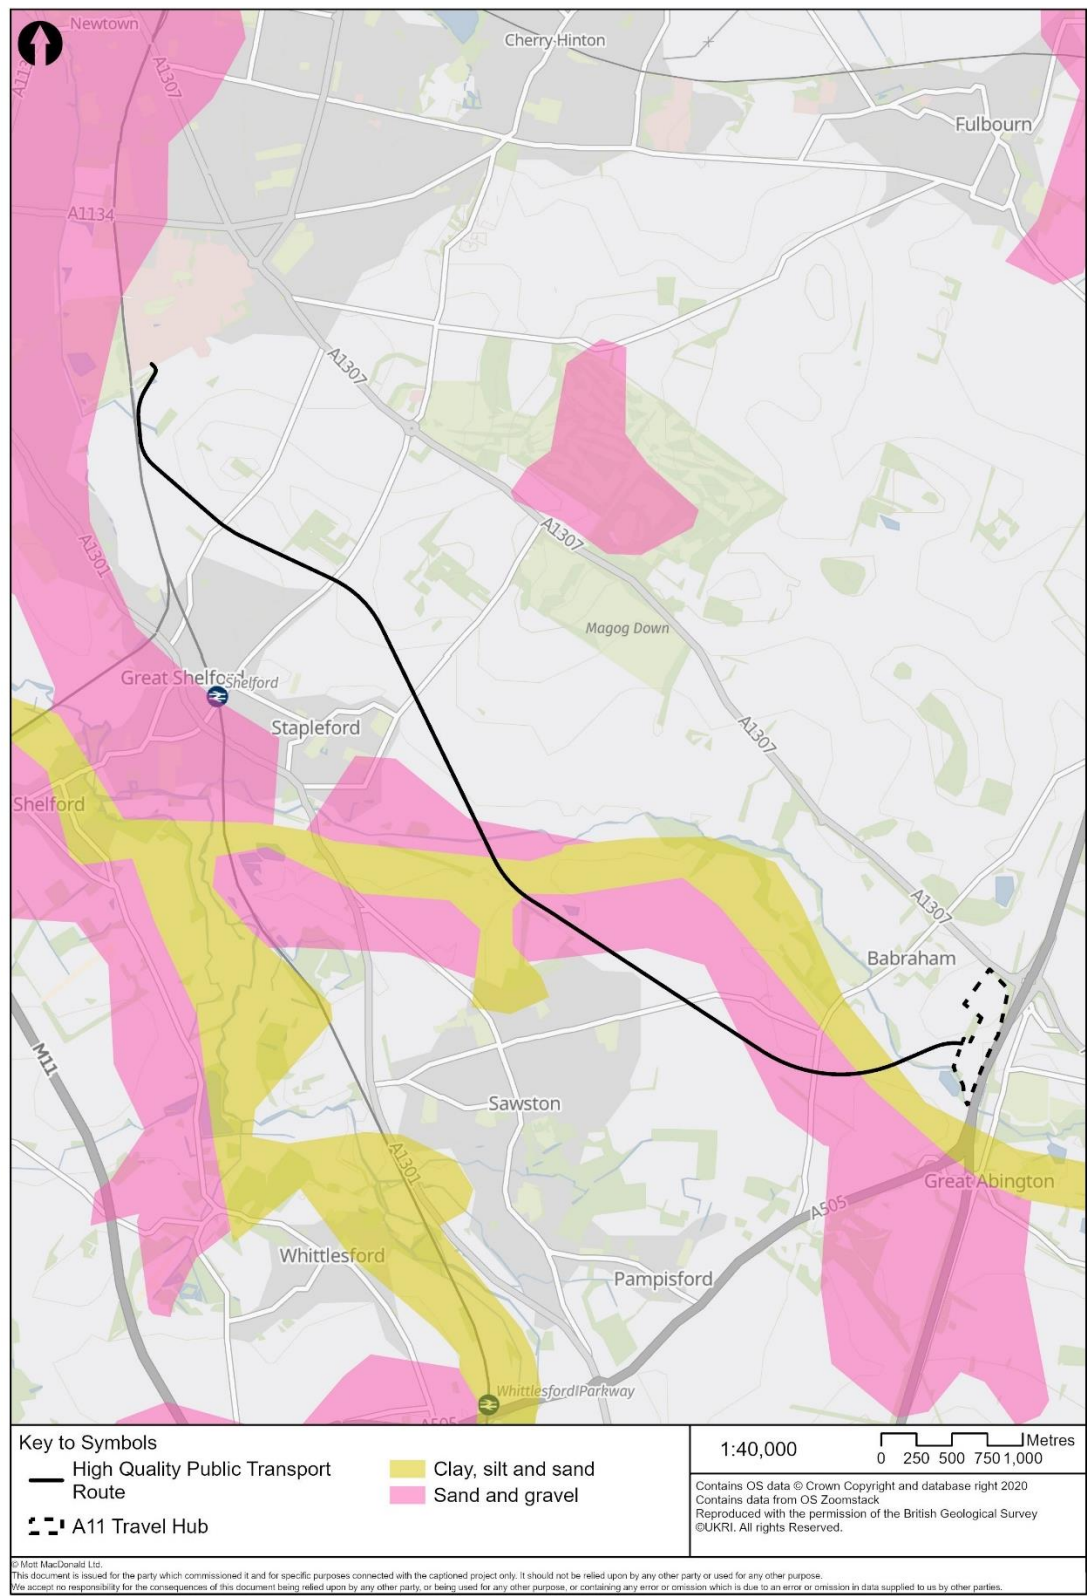 Newtown
Cherry Hinton
A1307
Fulbourn
A1134
A1307
A1307
A1301
Magog Down
Great Shelford
Shelford
Stapleford
A1307
Shelford
A1307
Babraham
M11
Sawston
A1301
Great Abington
A505
Whittlesford
Pampisford
Whittlesford Parkway
A505
Key to Symbols
High Quality Public Transport
Route
A11 Travel Hub
Clay, silt and sand
Sand and gravel
1:40,000
Metres
0 250 500 750 1,000
Contains OS data © Crown Copyright and database right 2020
Contains data from OS Zoomstack
Reproduced with the permission of the British Geological Survey
©UKRI. All rights Reserved.
© Mott MacDonald Ltd.
This document is issued for the party which commissioned it and for specific purposes connected with the captioned project only. It should not be relied upon by any other party or used for any other purpose.
We accept no responsibility for the consequences of this document being relied upon by any other party, or being used for any other purpose, or containing any error or omission which is due to an error or omission in data supplied to us by other parties.